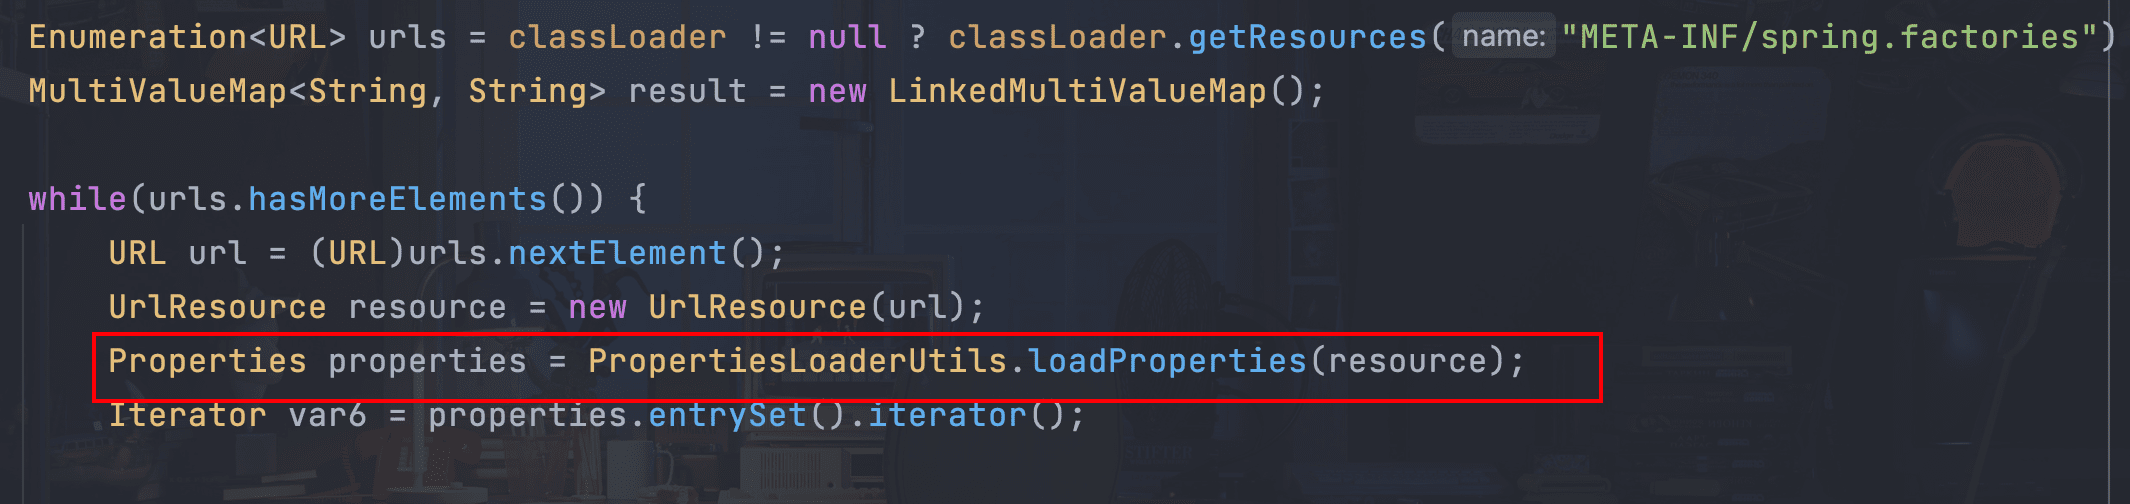 Enumeration<URL> urls = classLoader != null ? classLoader.getResources( name: "META-INF/spring.factories")
MultiValueMap<String, String> result = new LinkedMultiValueMap();
while(urls.hasMoreElements()) {
URL url = (URL)urls.nextElement();
UrlResource resource = new UrlResource(url);
Properties properties = PropertiesLoaderUtils.loadProperties(resource);
Iterator var6 = properties.entrySet().iterator();